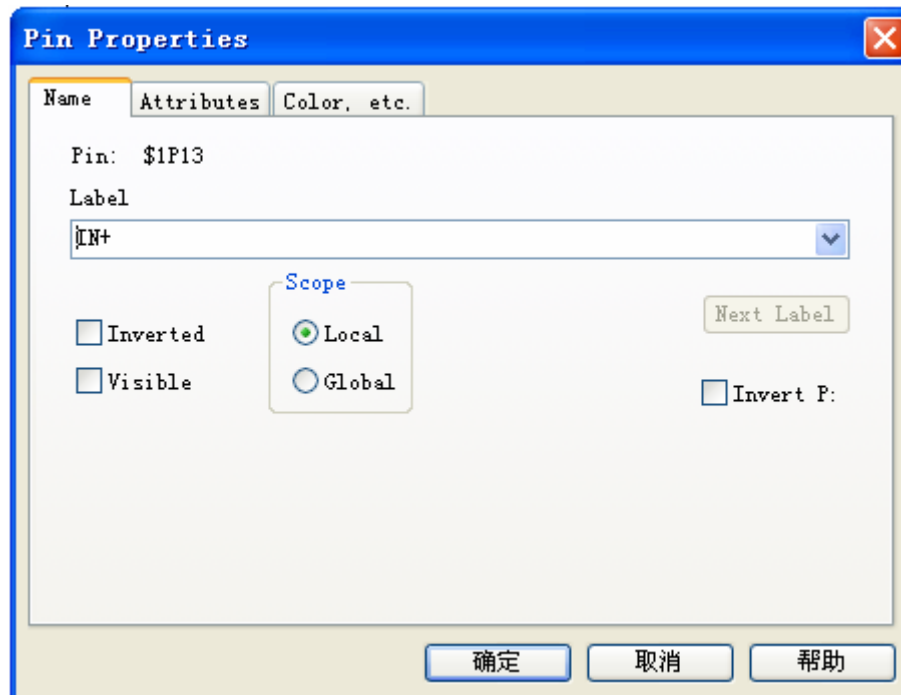 Pin Properties
Name Attributes Color, etc.
Pin: $1P13
Label
IN+
Scope
Inverted Local Next Label
Visible Global Invert P:
确定 取消 帮助